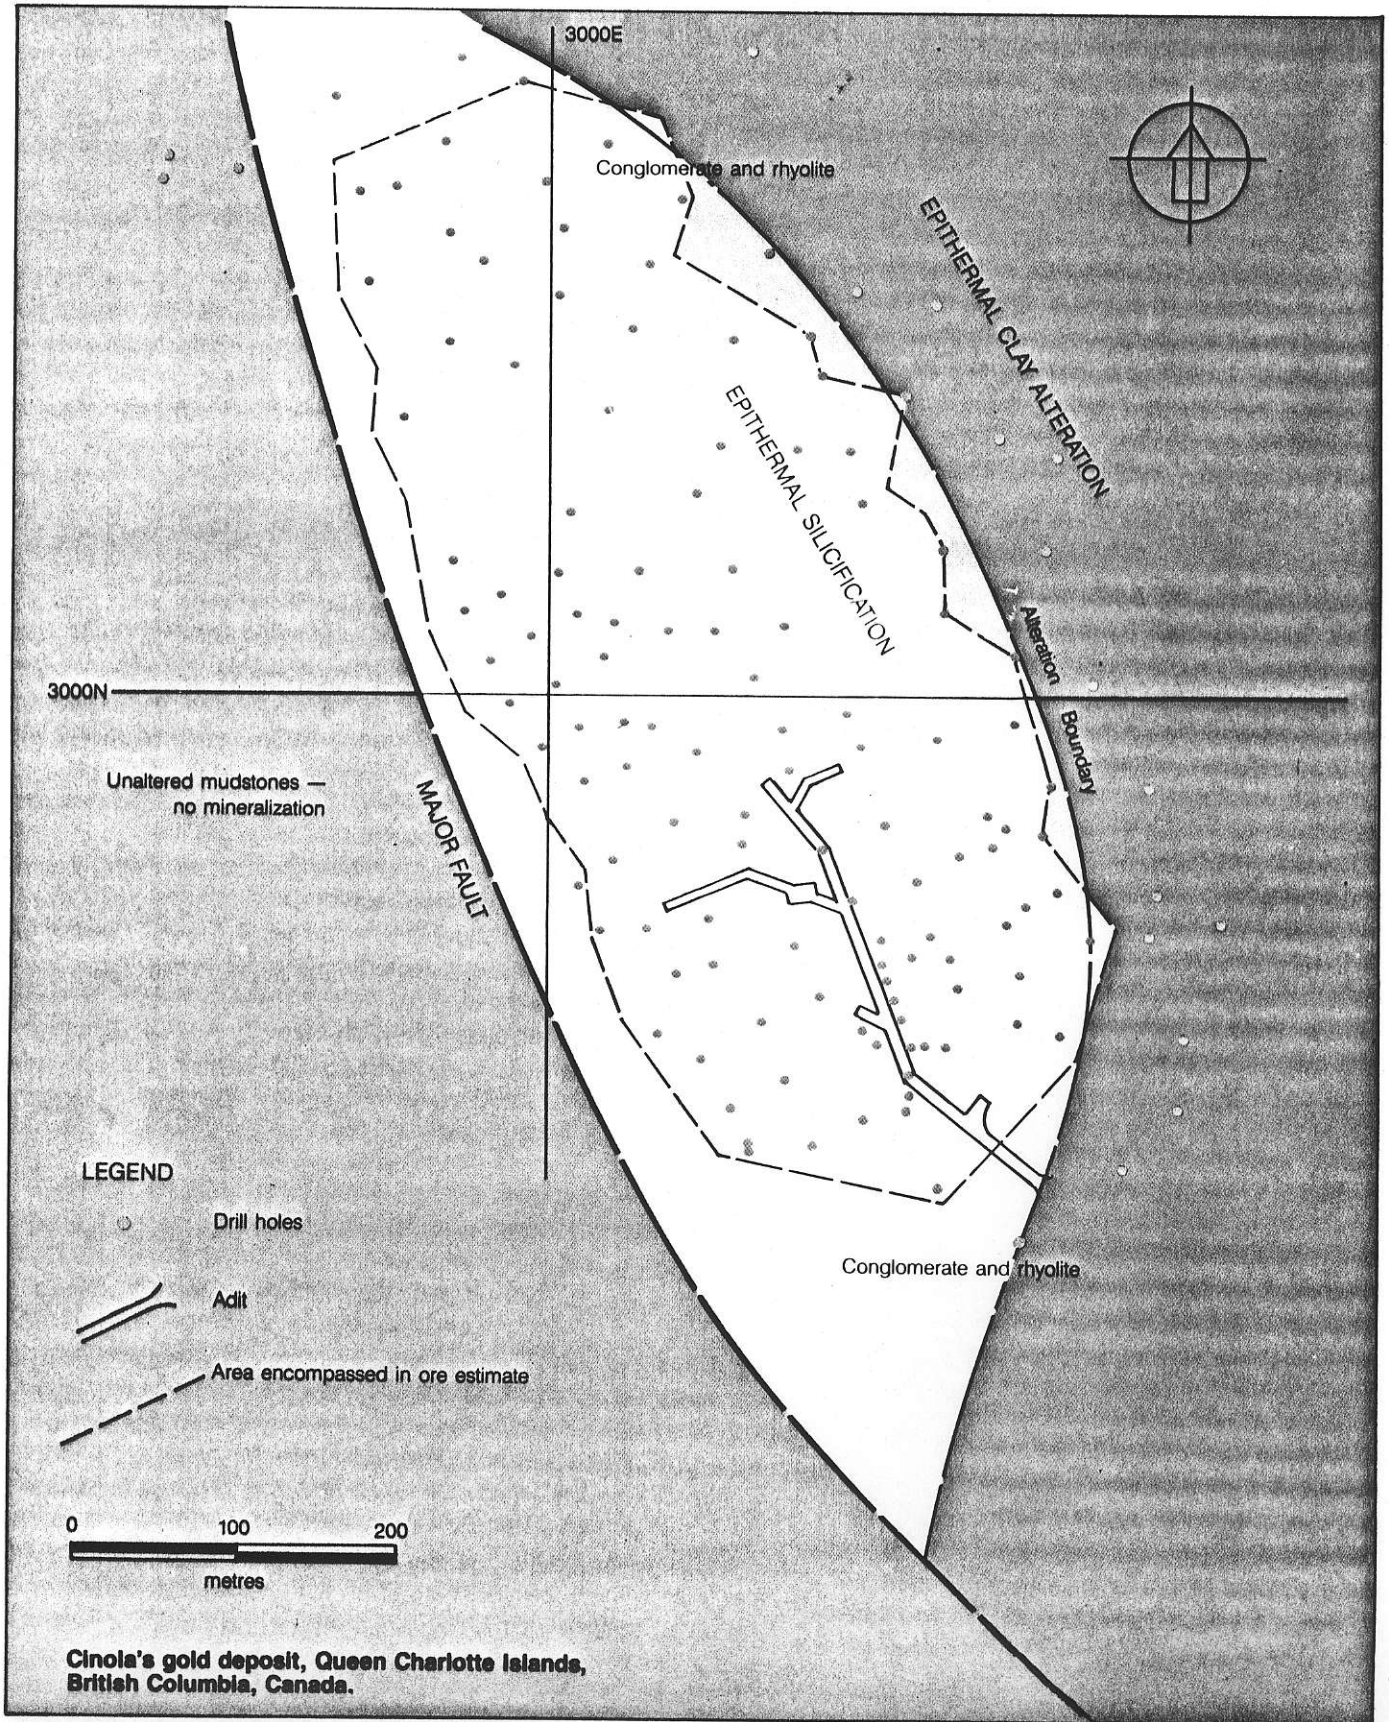 3000E
Conglomerate and rhyolite
EPITHERMAL CLAY ALTERATION
EPITHERMAL SILICIFICATION
Alteration
Boundary
3000N
Unaltered mudstones —
no mineralization
MAJOR FAULT
LEGEND
Drill holes
Adit
Area encompassed in ore estimate
Conglomerate and rhyolite
0 100 200
metres
Cinola's gold deposit, Queen Charlotte Islands,
British Columbia, Canada.